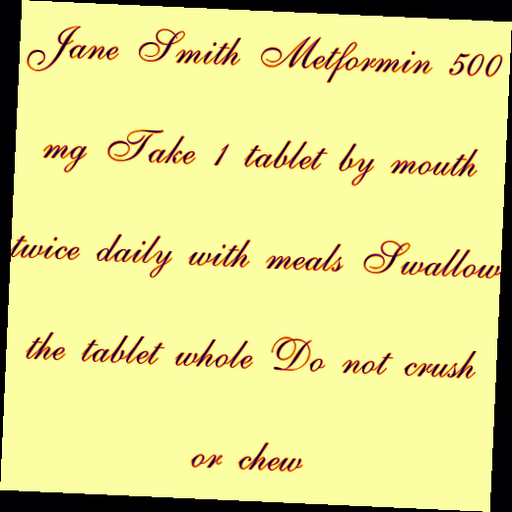 Jane Smith Metformin 500
mg Take 1 tablet by mouth
twice daily with meals Swallow
the tablet whole Do not crush
or chew